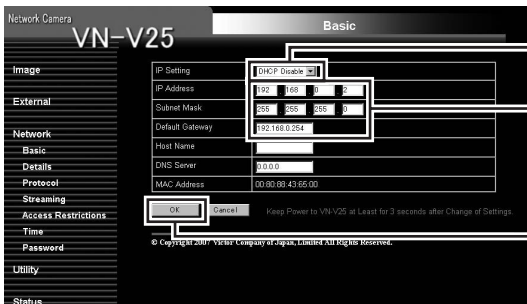 Network Camera
VN-V25
Basic
Image
External
Network
Basic
Details
Protocol
Streaming
Access Restrictions
Time
Password
Utility
Status
IP Setting DHCP Disable
IP Address 192 . 168 . 0 . 2
Subnet Mask 255 . 255 . 255 . 0
Default Gateway 192.168.0.254
Host Name
DNS Server 0.0.0.0
MAC Address 00:80:88:43:65:00
OK Cancel Keep Power to VN-V25 at Least for 3 seconds after Change of Settings.
© Copyright 2007 Victor Company of Japan, Limited All Rights Reserved.